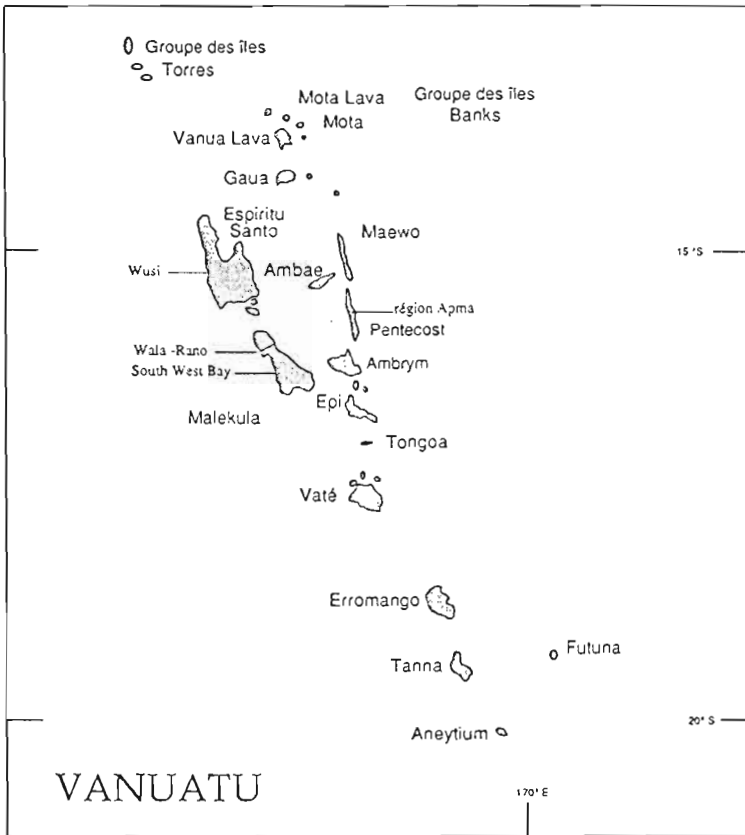 Groupe des îles
Torres
Mota Lava
Groupe des îles
Banks
Mota
Vanua Lava
Gaua
Espiritu
Santo
Maewo
15 °S
Wusi
Ambae
région Apma
Pentecost
Wala -Rano
Ambrym
South West Bay
Epi
Malekula
Tongoa
Vaté
Erromango
Futuna
Tanna
20° S
Aneytium
VANUATU
170° E